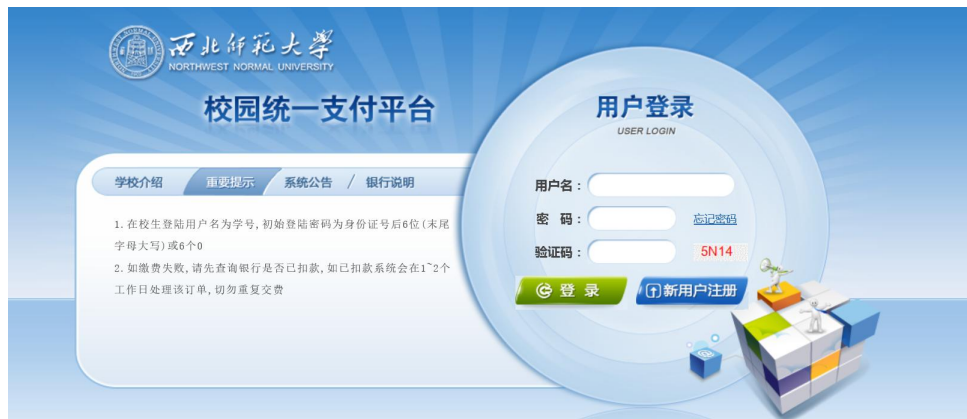 西北师范大学
NORTHWEST NORMAL UNIVERSITY
校园统一支付平台
学校介绍 重要提示 系统公告 / 银行说明
1.在校生登陆用户名为学号,初始登陆密码为身份证号后6位(末尾
字母大写)或6个0
2.如缴费失败,请先查询银行是否已扣款,如已扣款系统会在1~2个
工作日处理该订单,切勿重复交费
用户登录
USER LOGIN
用户名：
密 码：
忘记密码
验证码：
5N14
登 录
新用户注册